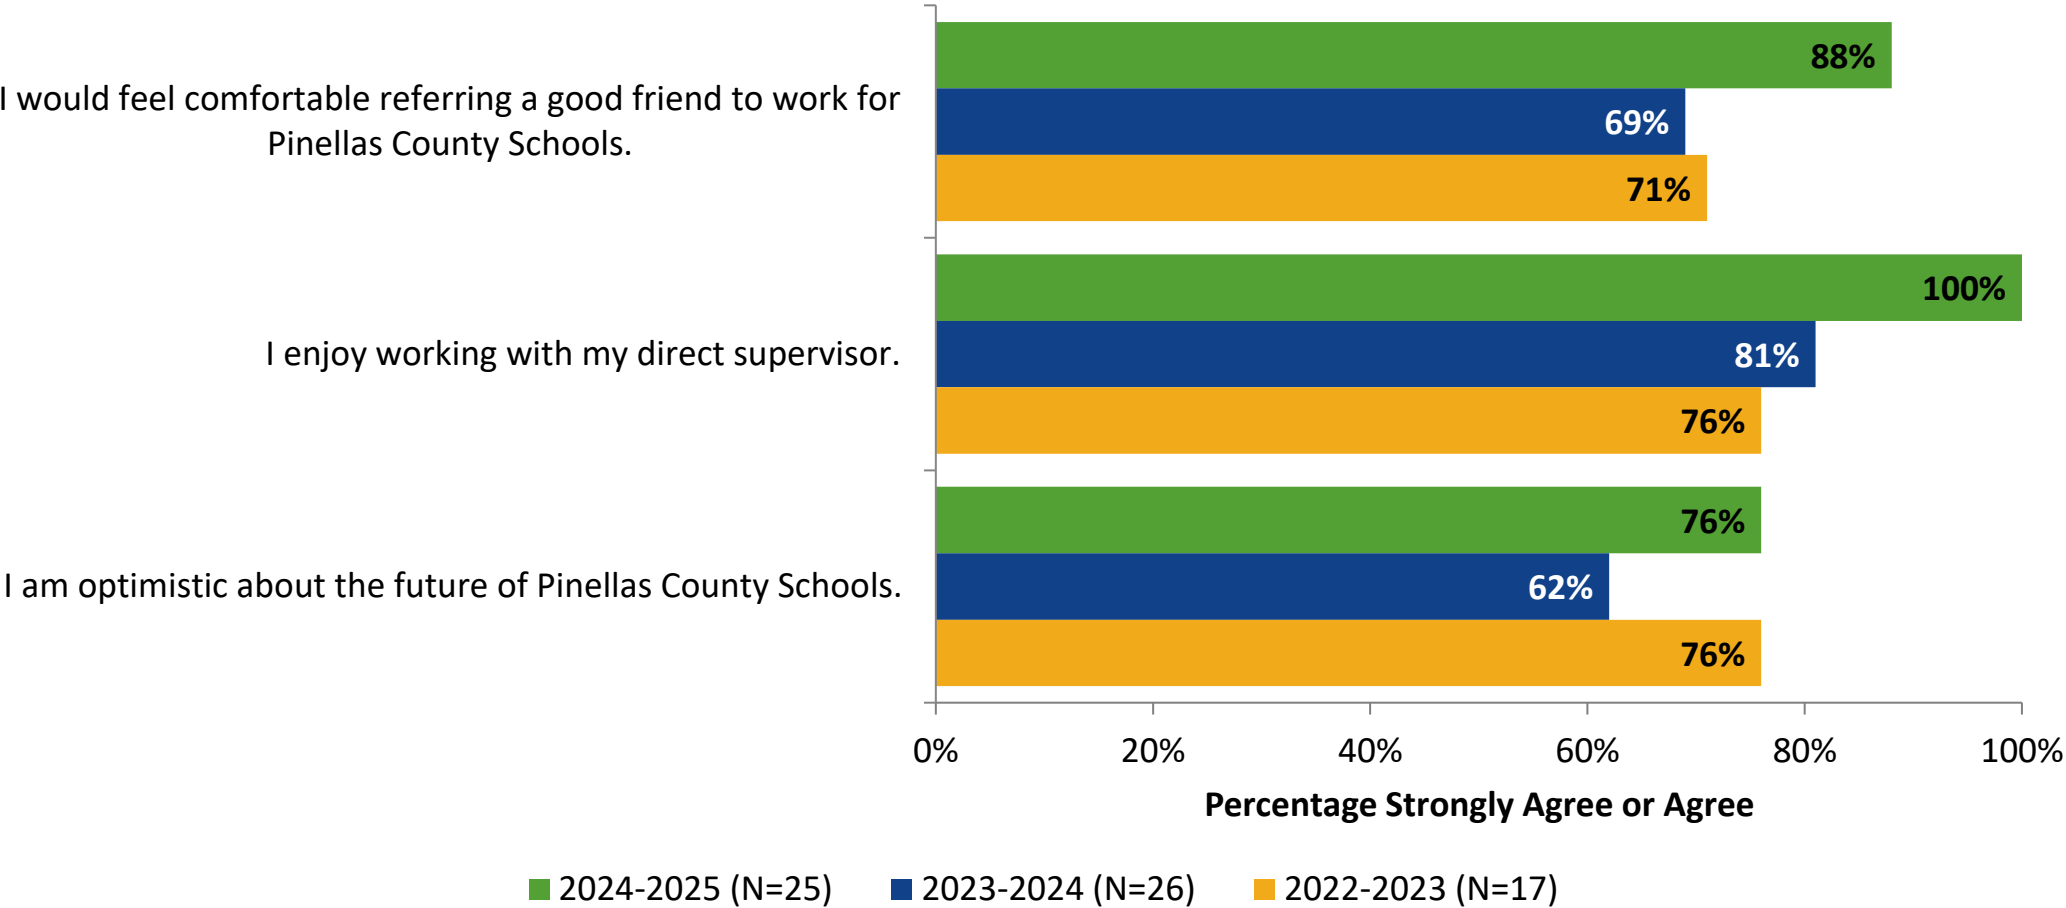 I would feel comfortable referring a good friend to work for
Pinellas County Schools.
88%
69%
71%
I enjoy working with my direct supervisor.
100%
81%
76%
I am optimistic about the future of Pinellas County Schools.
76%
62%
76%
0% 20% 40% 60% 80% 100%
Percentage Strongly Agree or Agree
2024-2025 (N=25) 2023-2024 (N=26) 2022-2023 (N=17)